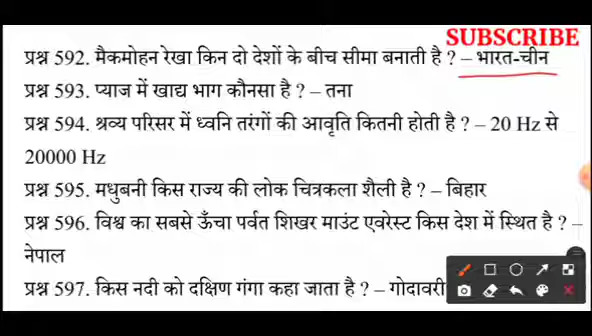 SUBSCRIBE
प्रश्न 592. मैकमोहन रेखा किन दो देशों के बीच सीमा बनाती है ? – भारत-चीन
प्रश्न 593. प्याज में खाद्य भाग कौनसा है ? – तना
प्रश्न 594. श्रव्य परिसर में ध्वनि तरंगों की आवृति कितनी होती है ? – 20 Hz से
20000 Hz
प्रश्न 595. मधुबनी किस राज्य की लोक चित्रकला शैली है ? – बिहार
प्रश्न 596. विश्व का सबसे ऊँचा पर्वत शिखर माउंट एवरेस्ट किस देश में स्थित है ? –
नेपाल
प्रश्न 597. किस नदी को दक्षिण गंगा कहा जाता है ? – गोदावरी